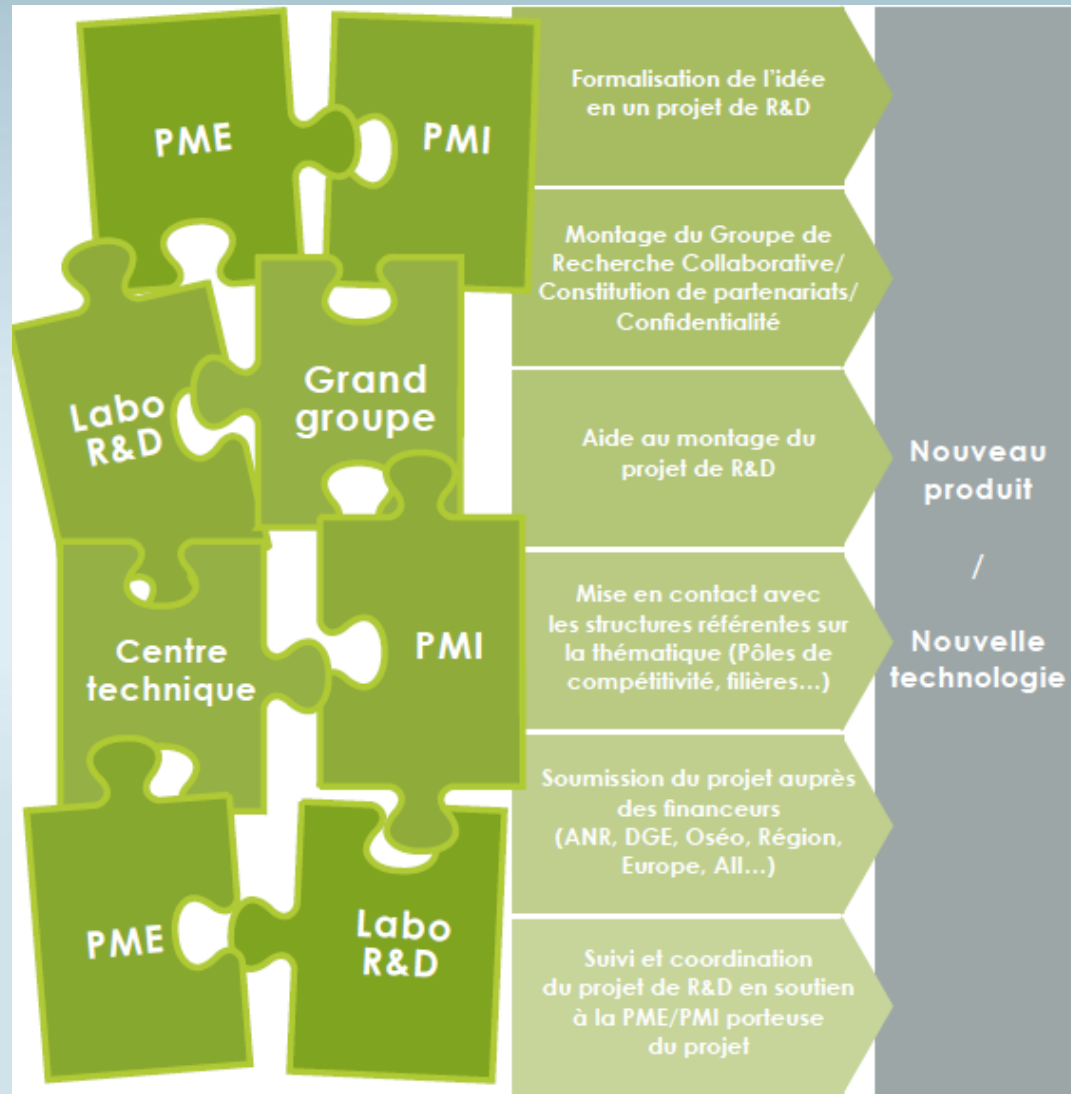 PME
PMI
Labo
R&D
Grand
groupe
Centre
technique
PMI
PME
Labo
R&D
Formalisation de l'idée
en un projet de R&D
Montage du Groupe de
Recherche Collaborative/
Constitution de partenariats/
Confidentialité
Aide au montage du
projet de R&D
Mise en contact avec
les structures référentes sur
la thématique (Pôles de
compétitivité, filières...)
Soumission du projet auprès
des financeurs
(ANR, DGE, Oséo, Région,
Europe, AII...)
Suivi et coordination
du projet de R&D en soutien
à la PME/PMI porteuse
du projet
Nouveau
produit
/
Nouvelle
technologie